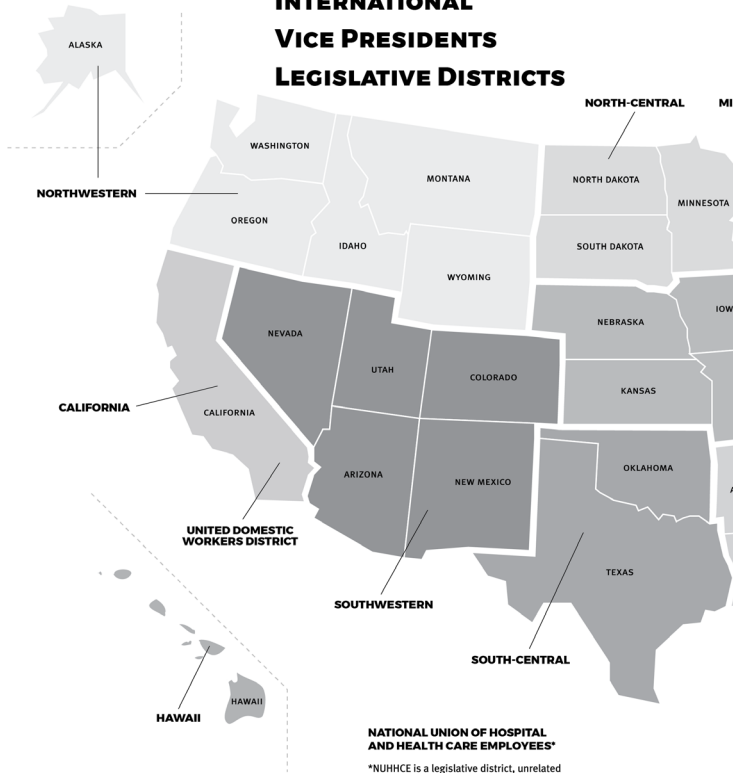 INTERNATIONAL
VICE PRESIDENTS
LEGISLATIVE DISTRICTS
ALASKA
NORTH-CENTRAL
MI
WASHINGTON
MONTANA
NORTH DAKOTA
NORTHWESTERN
MINNESOTA
OREGON
IDAHO
SOUTH DAKOTA
WYOMING
IOW
NEBRASKA
NEVADA
UTAH
COLORADO
KANSAS
CALIFORNIA
CALIFORNIA
ARIZONA
NEW MEXICO
OKLAHOMA
A
UNITED DOMESTIC
WORKERS DISTRICT
TEXAS
SOUTHWESTERN
SOUTH-CENTRAL
HAWAII
HAWAII
NATIONAL UNION OF HOSPITAL
AND HEALTH CARE EMPLOYEES*
*NUHHCE is a legislative district, unrelated